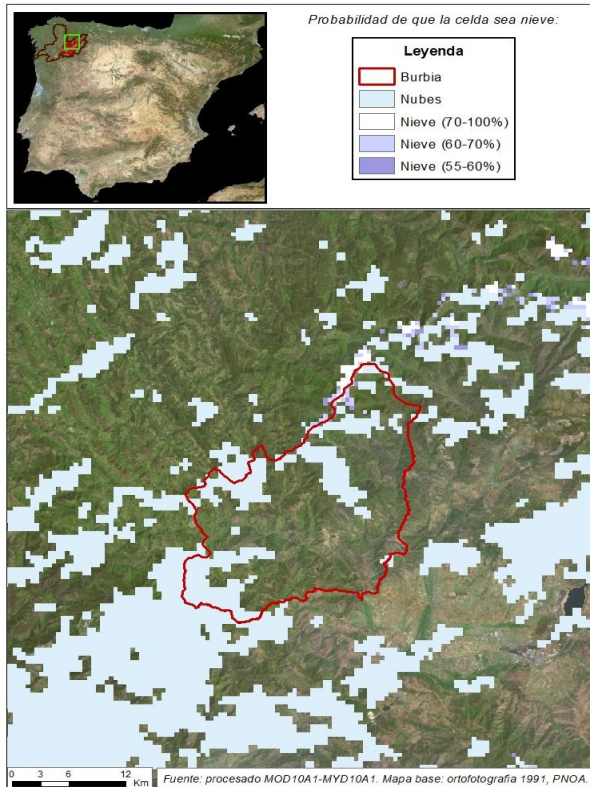 Probabilidad de que la celda sea nieve:
Leyenda
Burbia
Nubes
Nieve (70-100%)
Nieve (60-70%)
Nieve (55-60%)
0 3 6 12
Km
Fuente: procesado MOD10A1-MYD10A1. Mapa base: ortofotografia 1991, PNOA.